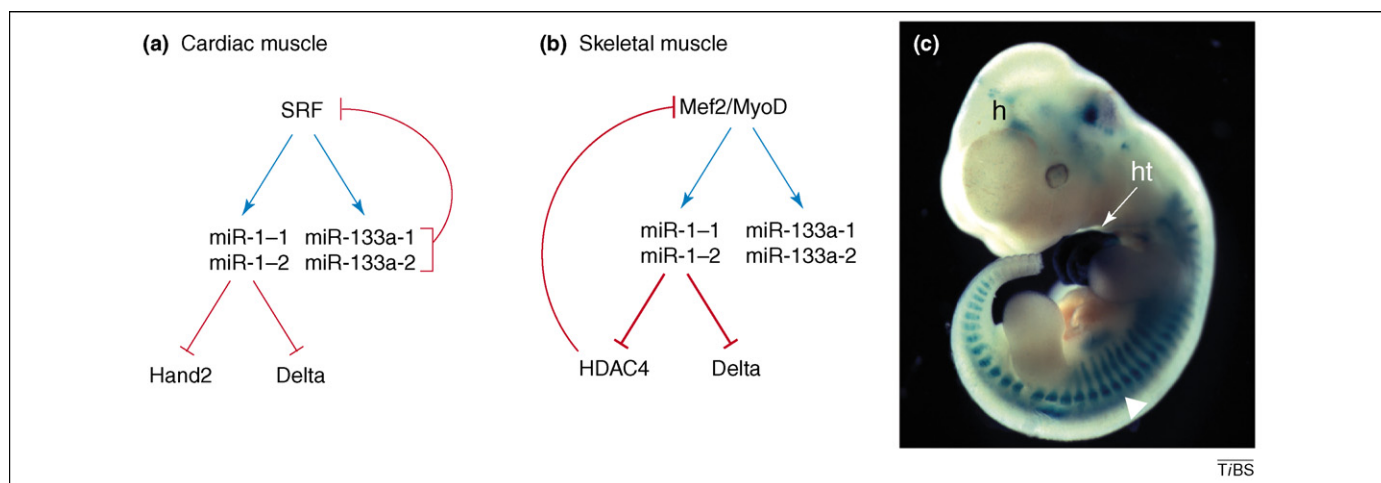 (a) Cardiac muscle
SRF
miR-1–1 miR-133a-1
miR-1–2 miR-133a-2
Hand2 Delta
(b) Skeletal muscle
Mef2/MyoD
miR-1–1 miR-133a-1
miR-1–2 miR-133a-2
HDAC4 Delta
(c)
h
ht
TiBS